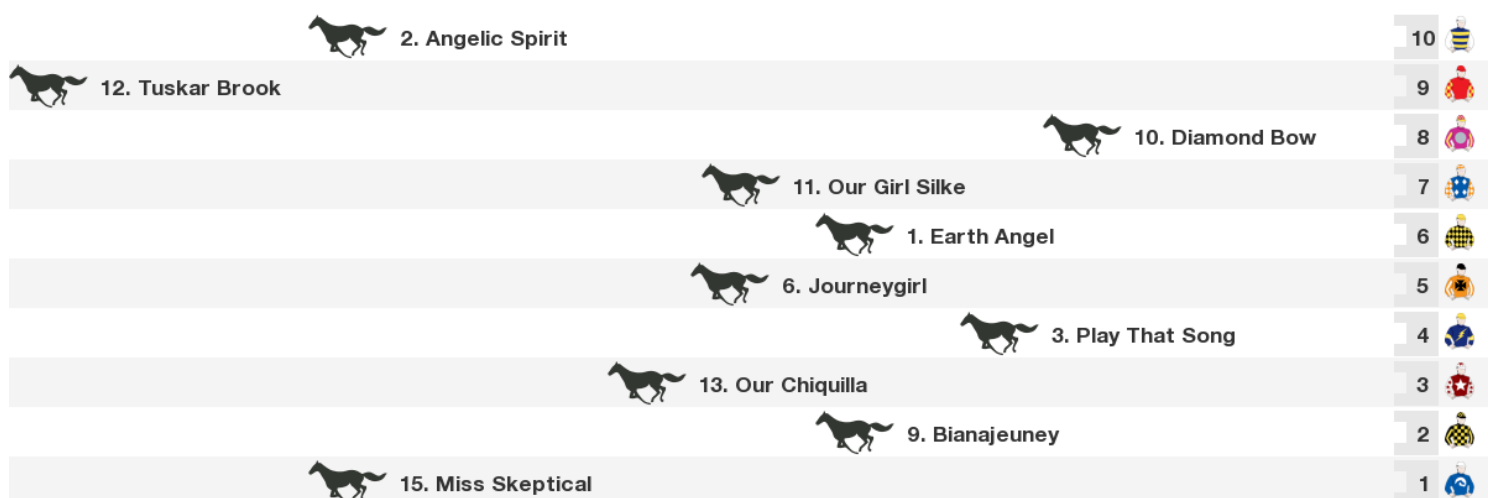 2. Angelic Spirit 10
12. Tuskar Brook 9
10. Diamond Bow 8
11. Our Girl Silke 7
1. Earth Angel 6
6. Journeygirl 5
3. Play That Song 4
13. Our Chiquilla 3
9. Bianajeuney 2
15. Miss Skeptical 1